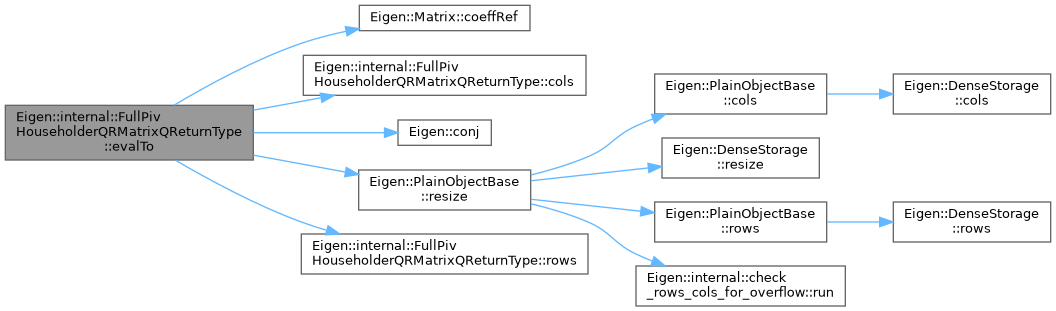 Eigen::internal::FullPiv
HouseholderQRMatrixQReturnType
::evalTo
Eigen::Matrix::coeffRef
Eigen::internal::FullPiv
HouseholderQRMatrixQReturnType::cols
Eigen::conj
Eigen::PlainObjectBase
::resize
Eigen::internal::FullPiv
HouseholderQRMatrixQReturnType::rows
Eigen::PlainObjectBase
::cols
Eigen::DenseStorage
::resize
Eigen::PlainObjectBase
::rows
Eigen::internal::check
_rows_cols_for_overflow::run
Eigen::DenseStorage
::cols
Eigen::DenseStorage
::rows